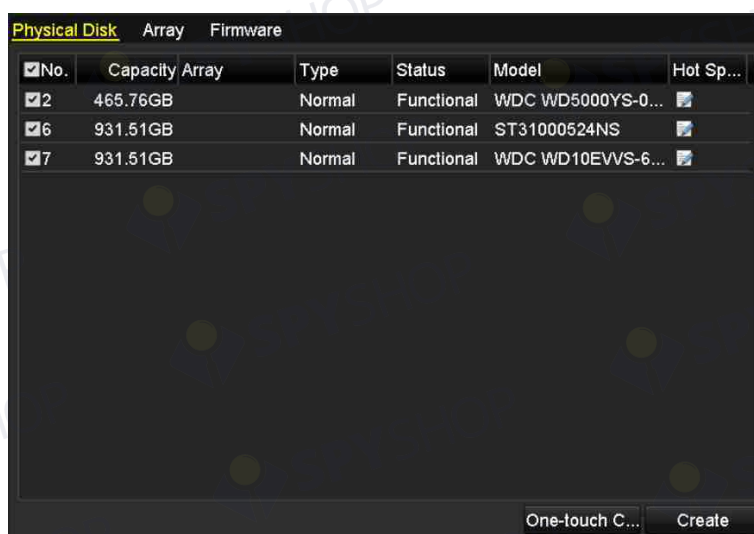 Physical Disk Array Firmware
No. Capacity Array Type Status Model Hot Sp...
2 465.76GB Normal Functional WDC WD5000YS-0...
6 931.51GB Normal Functional ST31000524NS
7 931.51GB Normal Functional WDC WD10EVVS-6...
One-touch C... Create